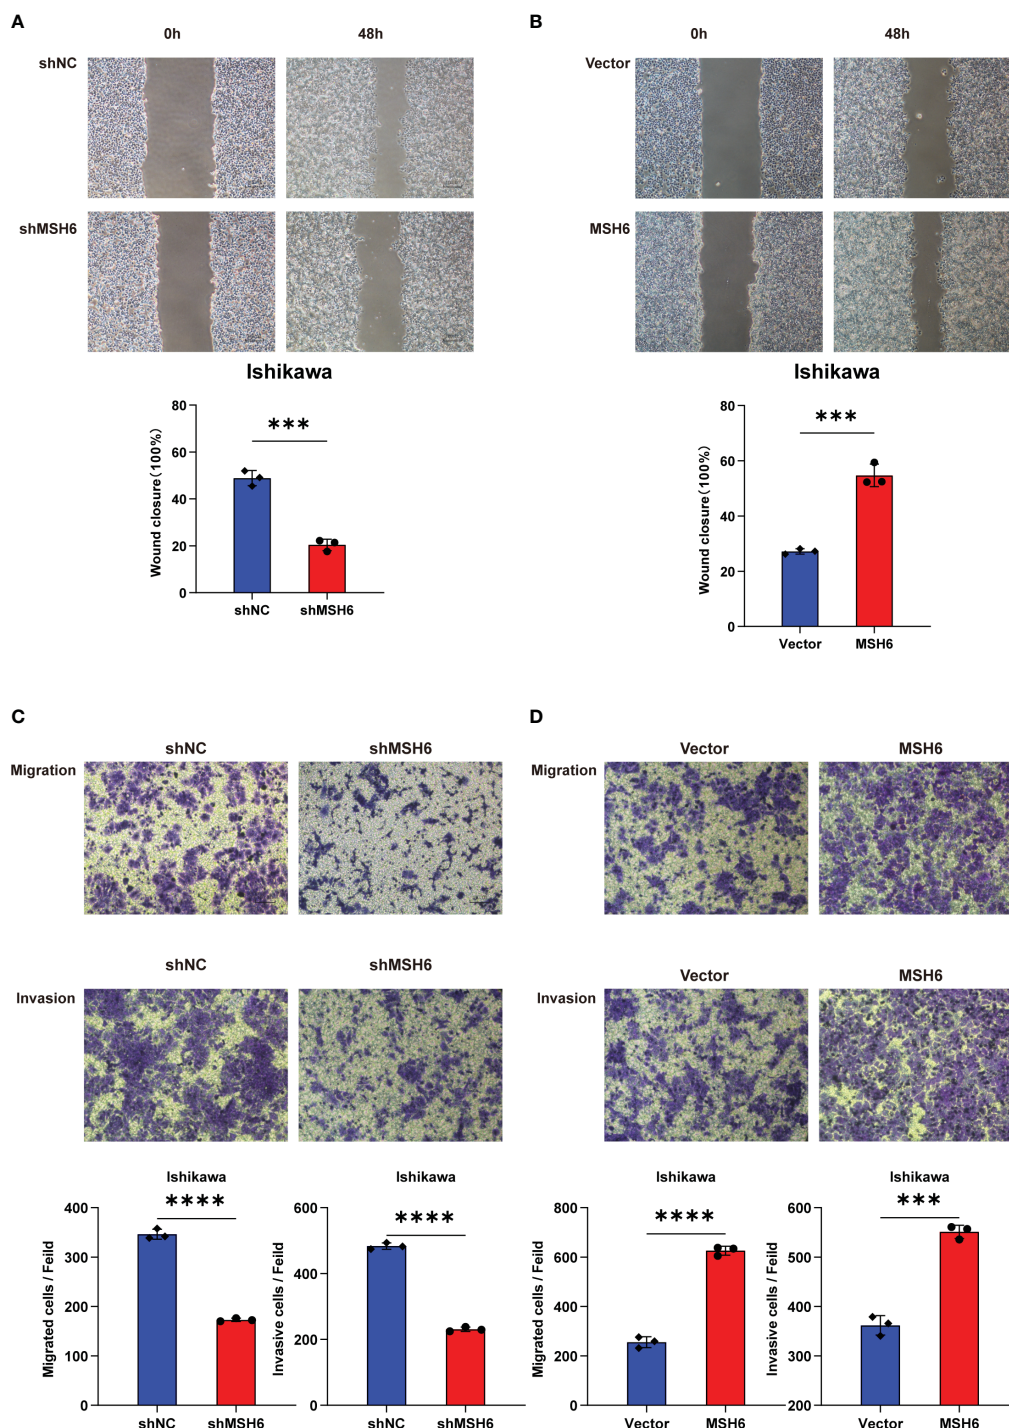 A
B
0h
48h
0h
48h
shNC
Vector
shMSH6
MSH6
Ishikawa
Ishikawa
Wound closure(100%)
80
60
40
20
0
***
shNC
shMSH6
Wound closure(100%)
80
60
40
20
0
***
Vector
MSH6
C
D
shNC
shMSH6
Vector
MSH6
Migration
Migration
shNC
shMSH6
Vector
MSH6
Invasion
Invasion
Ishikawa
Ishikawa
Ishikawa
Ishikawa
Migrated cells / Feild
400
300
200
100
0
****
shNC
shMSH6
Invasive cells / Feild
600
400
200
0
****
shNC
shMSH6
Migrated cells / Feild
800
600
400
200
0
****
Vector
MSH6
Invasive cells / Feild
600
500
400
300
200
***
Vector
MSH6